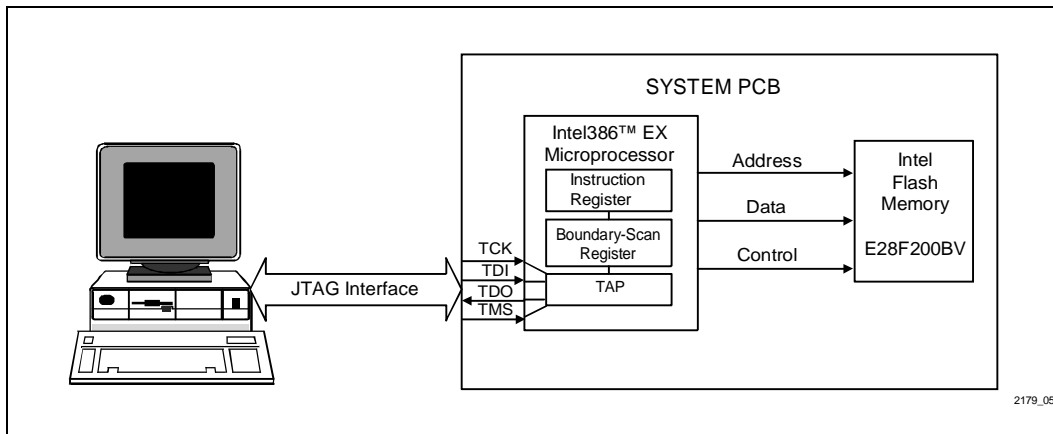 SYSTEM PCB
Intel386™ EX
Microprocessor
Instruction
Register
Boundary-Scan
Register
TAP
TCK
TDI
TDO
TMS
JTAG Interface
Address
Data
Control
Intel
Flash
Memory
E28F200BV
2179_05